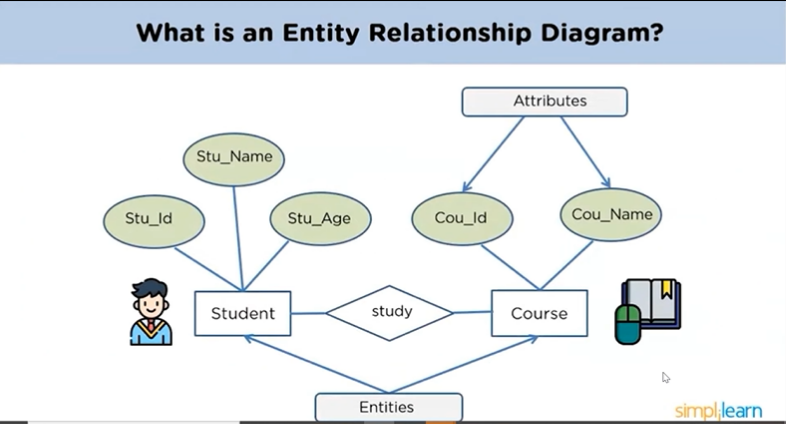 What is an Entity Relationship Diagram?
Attributes
Stu_Name
Stu_Id
Stu_Age
Cou_Id
Cou_Name
Student
study
Course
Entities
simplilearn